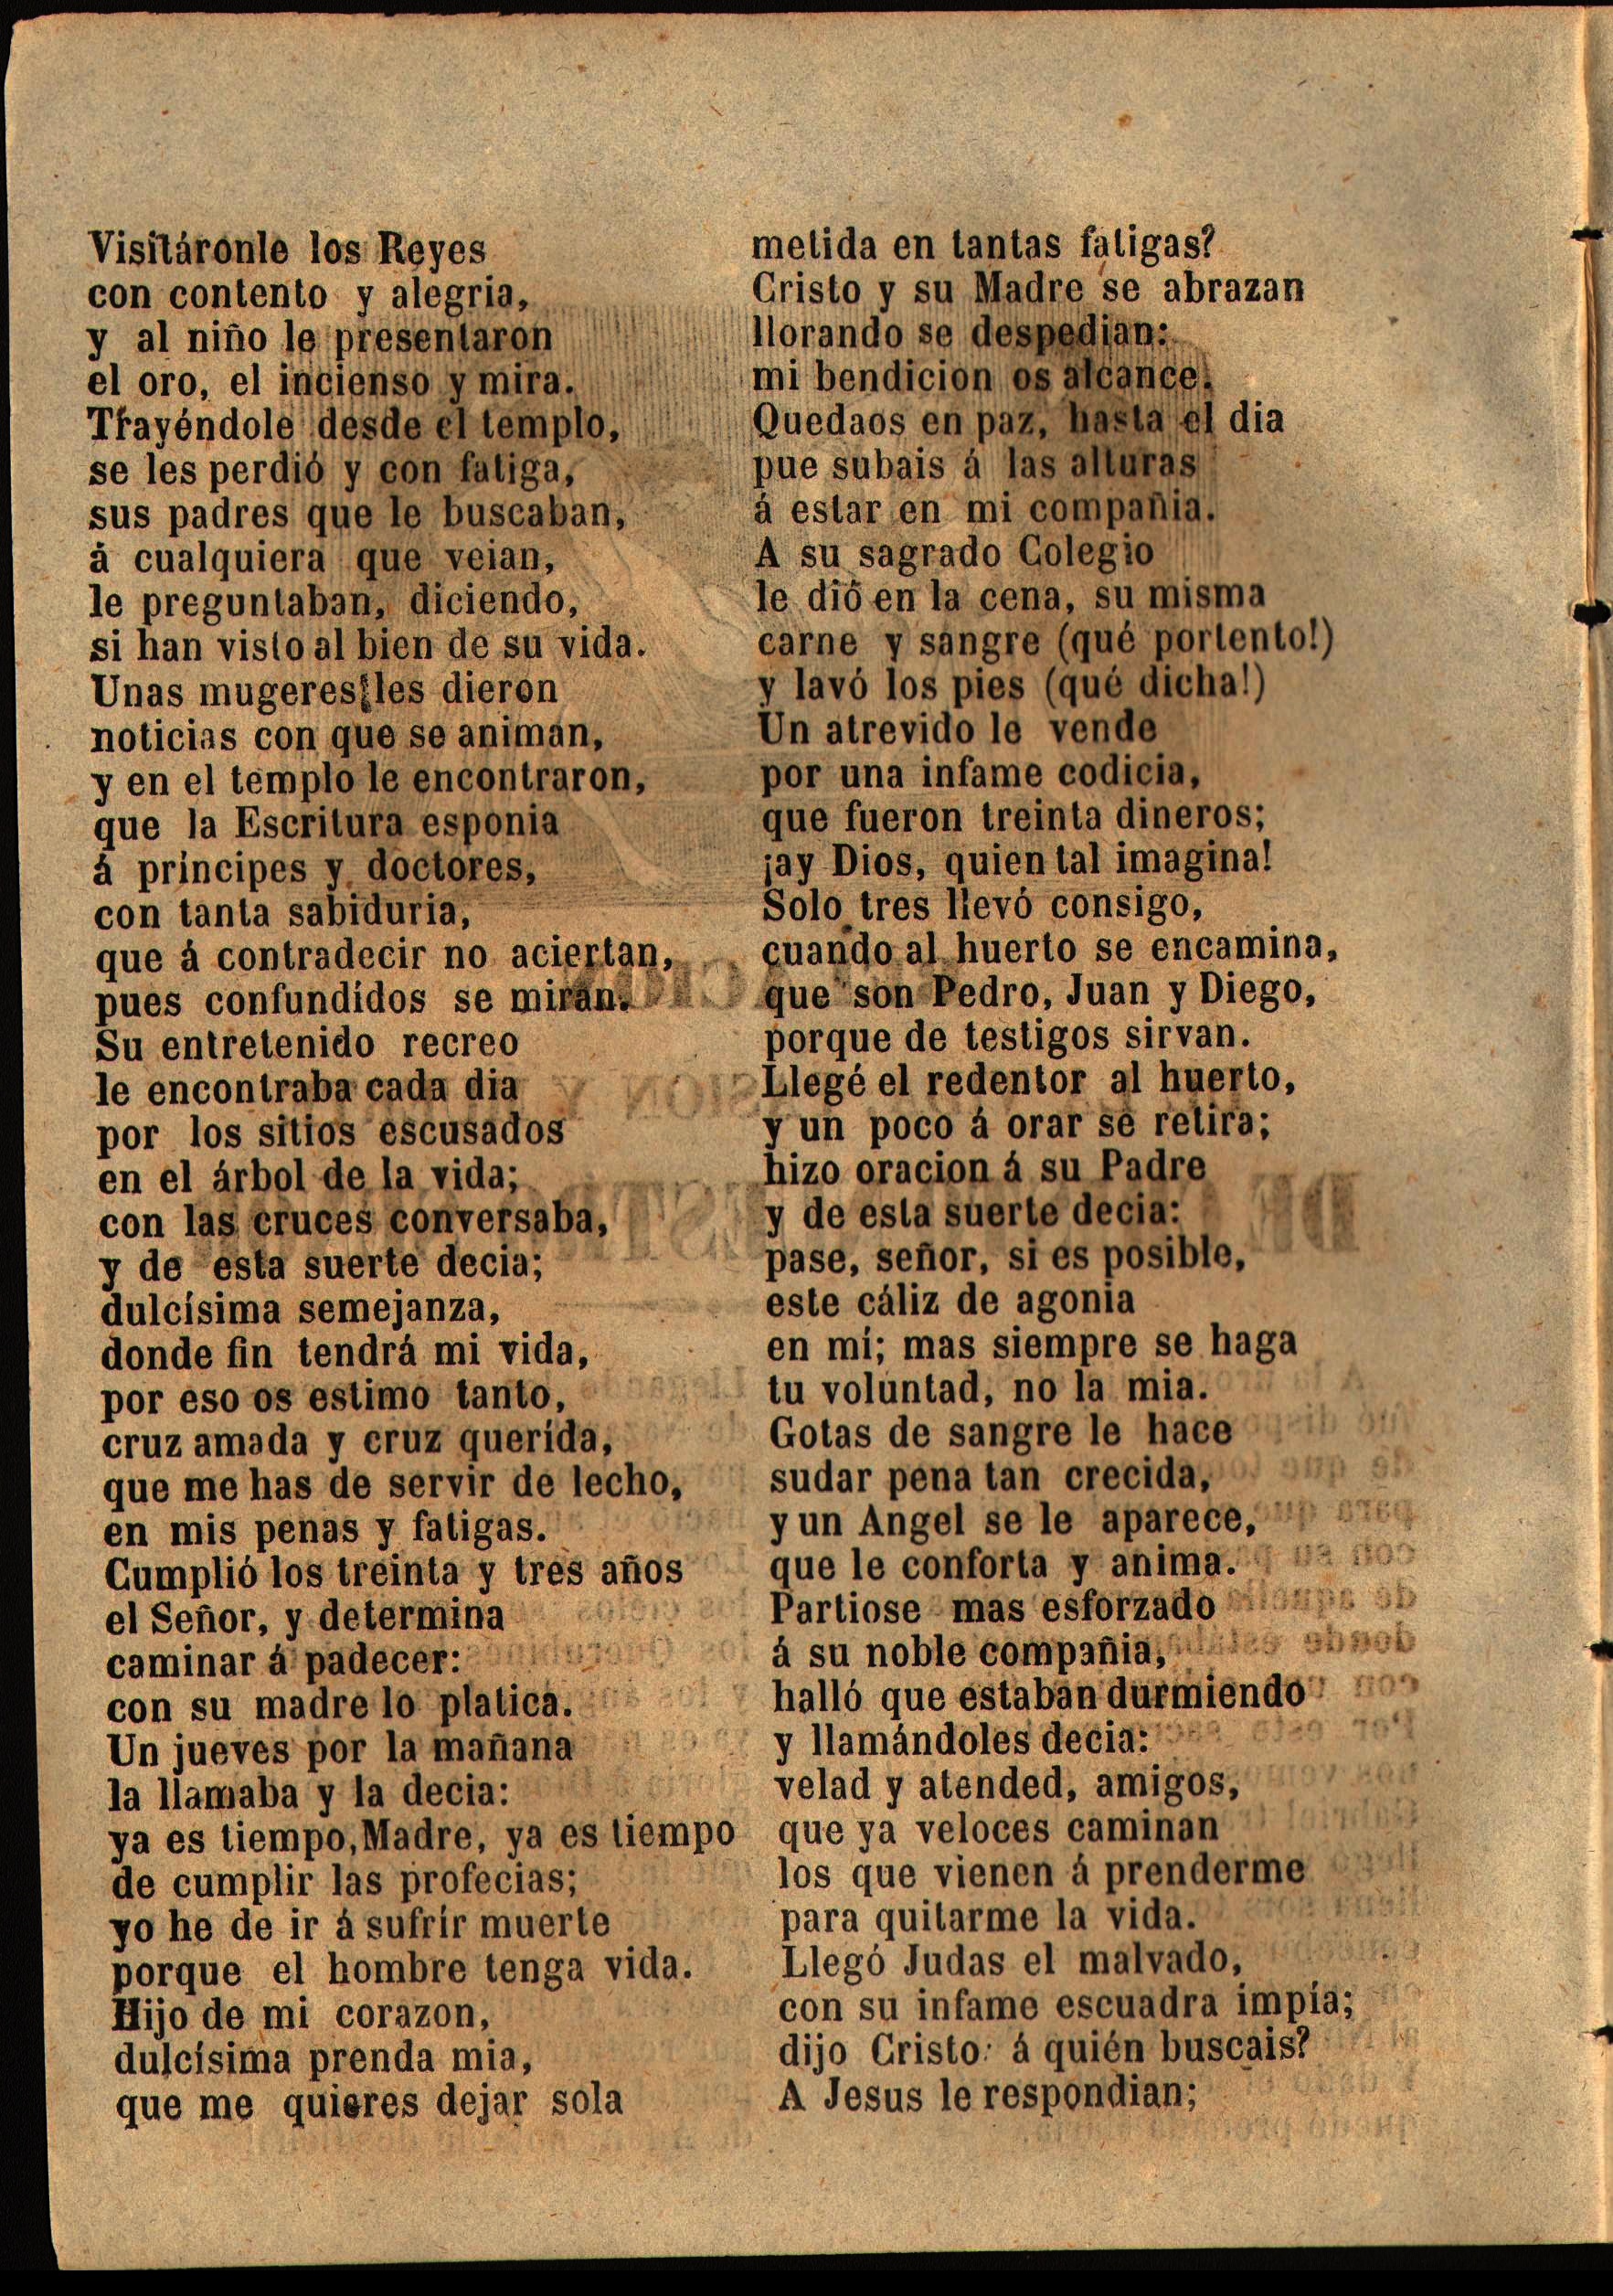 Visitáronle los Reyes
con contento y alegria,
y al niño le presentaron
el oro, el incienso y mira.
Trayéndole desde el templo,
se les perdió y con fatiga,
sus padres que le buscaban,
á cualquiera que veian,
le preguntaban, diciendo,
si han visto al bien de su vida.
Unas mugeres les dieron
noticias con que se animan,
y en el templo le encontraron,
que la Escritura esponia
á príncipes y doctores,
con tanta sabiduria,
que á contradecir no aciertan,
pues confundidos se miran.
Su entretenido recreo
le encontraba cada dia
por los sitios escusados
en el árbol de la vida;
con las cruces conversaba,
y de esta suerte decia;
dulcísima semejanza,
donde fin tendrá mi vida,
por eso os estimo tanto,
cruz amada y cruz querída,
que me has de servir de lecho,
en mis penas y fatigas.
Cumplió los treinta y tres años
el Señor, y determina
caminar á padecer:
con su madre lo platica.
Un jueves por la mañana
la llamaba y la decia:
ya es tiempo, Madre, ya es tiempo
de cumplir las profecias;
yo he de ir á sufrír muerte
porque el hombre tenga vida.
Hijo de mi corazon,
dulcísima prenda mia,
que me quieres dejar sola
metida en tantas fatigas?
Cristo y su Madre se abrazan
llorando se despedian:
mi bendicion os alcance.
Quedaos en paz, hasta el dia
pue subais á las alturas
á estar en mi compañia.
A su sagrado Colegio
le dió en la cena, su misma
carne y sangre (qué portento!)
y lavó los pies (qué dicha!)
Un atrevido le vende
por una infame codicia,
que fueron treinta dineros;
¡ay Dios, quien tal imagina!
Solo tres llevó consigo,
cuando al huerto se encamina,
que son Pedro, Juan y Diego,
porque de testigos sirvan.
Llegé el redentor al huerto,
y un poco á orar se retira;
hizo oracion á su Padre
y de esta suerte decia:
pase, señor, si es posible,
este cáliz de agonia
en mí; mas siempre se haga
tu voluntad, no la mia.
Gotas de sangre le hace
sudar pena tan crecida,
y un Angel se le aparece,
que le conforta y anima.
Partiose mas esforzado
á su noble compañia,
halló que estaban durmiendo
y llamándoles decia:
velad y atended, amigos,
que ya veloces caminan
los que vienen á prenderme
para quitarme la vida.
Llegó Judas el malvado,
con su infame escuadra impía;
dijo Cristo: á quién buscais?
A Jesus le respondian;